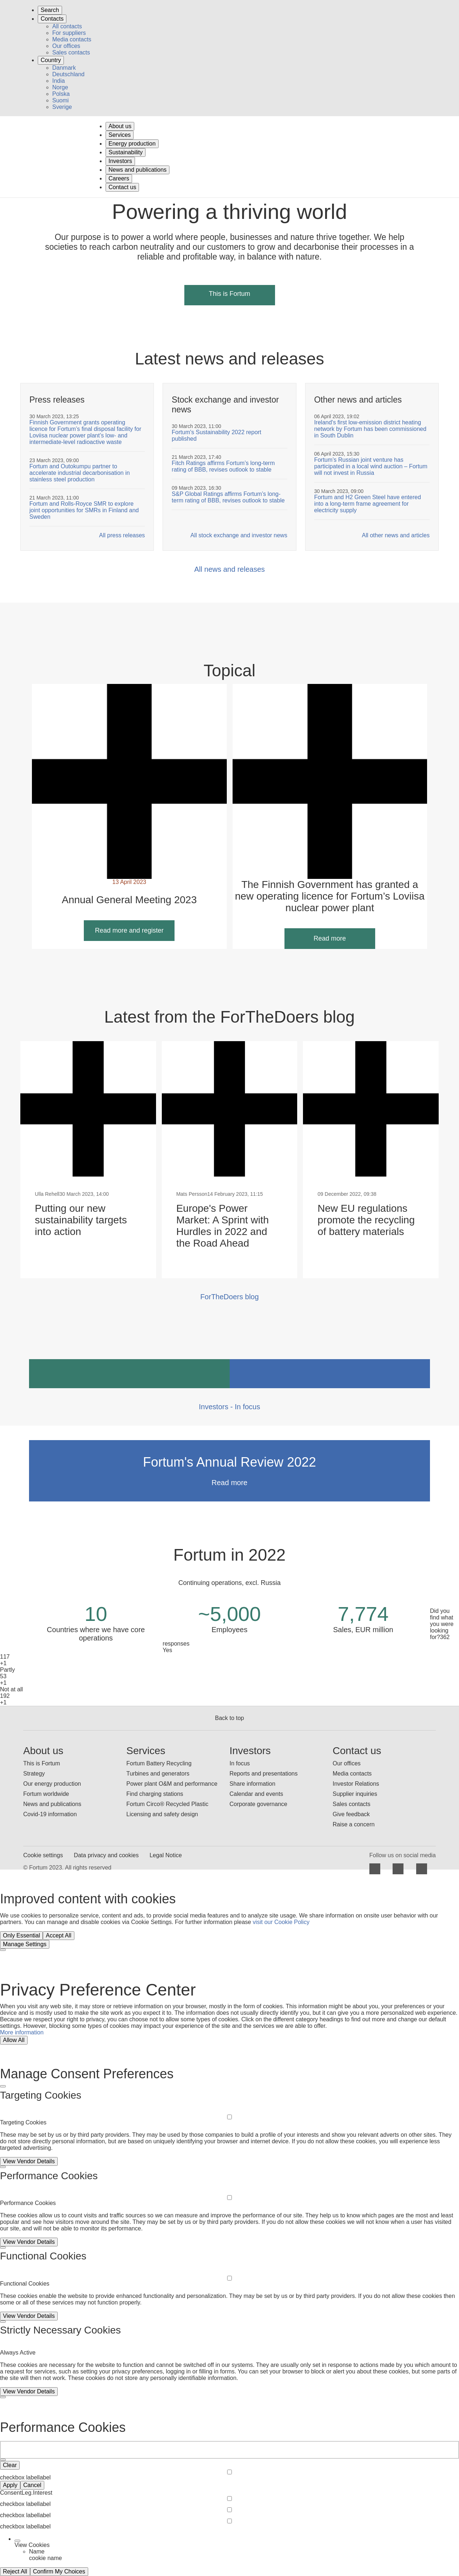 Search
Contacts
All contacts
For suppliers
Media contacts
Our offices
Sales contacts
Country
Danmark
Deutschland
India
Norge
Polska
Suomi
Sverige
About us
Services
Energy production
Sustainability
Investors
News and publications
Careers
Contact us
Powering a thriving world
Our purpose is to power a world where people, businesses and nature thrive together. We help
societies to reach carbon neutrality and our customers to grow and decarbonise their processes in a
reliable and profitable way, in balance with nature.
This is Fortum
Latest news and releases
Press releases
30 March 2023, 13:25
Finnish Government grants operating
licence for Fortum's final disposal facility for
Loviisa nuclear power plant's low- and
intermediate-level radioactive waste
23 March 2023, 09:00
Fortum and Outokumpu partner to
accelerate industrial decarbonisation in
stainless steel production
21 March 2023, 11:00
Fortum and Rolls-Royce SMR to explore
joint opportunities for SMRs in Finland and
Sweden
All press releases
Stock exchange and investor
news
30 March 2023, 11:00
Fortum's Sustainability 2022 report
published
21 March 2023, 17:40
Fitch Ratings affirms Fortum's long-term
rating of BBB, revises outlook to stable
09 March 2023, 16:30
S&P Global Ratings affirms Fortum's long-
term rating of BBB, revises outlook to stable
All stock exchange and investor news
Other news and articles
06 April 2023, 19:02
Ireland's first low-emission district heating
network by Fortum has been commissioned
in South Dublin
06 April 2023, 15:30
Fortum's Russian joint venture has
participated in a local wind auction – Fortum
will not invest in Russia
30 March 2023, 09:00
Fortum and H2 Green Steel have entered
into a long-term frame agreement for
electricity supply
All other news and articles
All news and releases
Topical
13 April 2023
Annual General Meeting 2023
Read more and register
The Finnish Government has granted a
new operating licence for Fortum's Loviisa
nuclear power plant
Read more
Latest from the ForTheDoers blog
Ulla Rehell30 March 2023, 14:00
Putting our new
sustainability targets
into action
Mats Persson14 February 2023, 11:15
Europe's Power
Market: A Sprint with
Hurdles in 2022 and
the Road Ahead
09 December 2022, 09:38
New EU regulations
promote the recycling
of battery materials
ForTheDoers blog
Investors - In focus
Fortum's Annual Review 2022
Read more
Fortum in 2022
Continuing operations, excl. Russia
10
Countries where we have core
operations
~5,000
Employees
7,774
Sales, EUR million
Did you
find what
you were
looking
for?362
responses
Yes
117
+1
Partly
53
+1
Not at all
192
+1
Back to top
About us
This is Fortum
Strategy
Our energy production
Fortum worldwide
News and publications
Covid-19 information
Services
Fortum Battery Recycling
Turbines and generators
Power plant O&M and performance
Find charging stations
Fortum Circo® Recycled Plastic
Licensing and safety design
Investors
In focus
Reports and presentations
Share information
Calendar and events
Corporate governance
Contact us
Our offices
Media contacts
Investor Relations
Supplier inquiries
Sales contacts
Give feedback
Raise a concern
Cookie settings
Data privacy and cookies
Legal Notice
Follow us on social media
© Fortum 2023. All rights reserved
Improved content with cookies
We use cookies to personalize service, content and ads, to provide social media features and to analyze site usage. We share information on onsite user behavior with our
partners. You can manage and disable cookies via Cookie Settings. For further information please visit our Cookie Policy
Only Essential Accept All
Manage Settings
Privacy Preference Center
When you visit any web site, it may store or retrieve information on your browser, mostly in the form of cookies. This information might be about you, your preferences or your
device and is mostly used to make the site work as you expect it to. The information does not usually directly identify you, but it can give you a more personalized web experience.
Because we respect your right to privacy, you can choose not to allow some types of cookies. Click on the different category headings to find out more and change our default
settings. However, blocking some types of cookies may impact your experience of the site and the services we are able to offer.
More information
Allow All
Manage Consent Preferences
Targeting Cookies
Targeting Cookies
These may be set by us or by third party providers. They may be used by those companies to build a profile of your interests and show you relevant adverts on other sites. They do
not store directly personal information, but are based on uniquely identifying your browser and internet device. If you do not allow these cookies, you will experience less
targeted advertising.
View Vendor Details
Performance Cookies
Performance Cookies
These cookies allow us to count visits and traffic sources so we can measure and improve the performance of our site. They help us to know which pages are the most and least
popular and see how visitors move around the site. They may be set by us or by third party providers. If you do not allow these cookies we will not know when a user has visited
our site, and will not be able to monitor its performance.
View Vendor Details
Functional Cookies
Functional Cookies
These cookies enable the website to provide enhanced functionality and personalization. They may be set by us or by third party providers. If you do not allow these cookies then
some or all of these services may not function properly.
View Vendor Details
Strictly Necessary Cookies
Always Active
These cookies are necessary for the website to function and cannot be switched off in our systems. They are usually only set in response to actions made by you which amount to
a request for services, such as setting your privacy preferences, logging in or filling in forms. You can set your browser to block or alert you about these cookies, but some parts of
the site will then not work. These cookies do not store any personally identifiable information.
View Vendor Details
Performance Cookies
Clear
checkbox labellabel
Apply Cancel
ConsentLeg.Interest
checkbox labellabel
checkbox labellabel
checkbox labellabel
View Cookies
Name
cookie name
Reject All Confirm My Choices